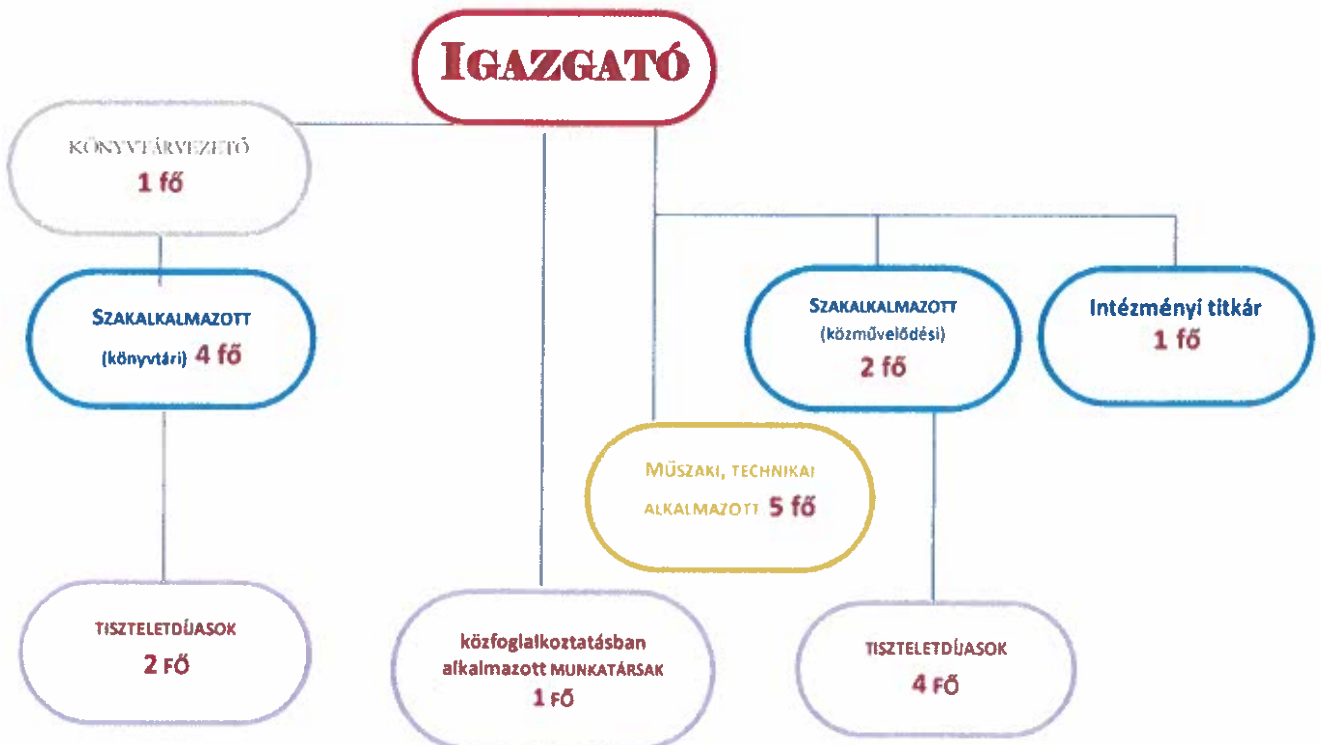 IGAZGATÓ
KÖNYVTÁRVEZETŐ
1 fő
SZAKALKALMAZOTT
(könyvtári) 4 fő
TISZTELETDÍJASOK
2 FŐ
közfoglalkoztatásban
alkalmazott MUNKATÁRSAK
1 FŐ
MŰSZAKI, TECHNIKAI
ALKALMAZOTT 5 fő
SZAKALKALMAZOTT
(közművelődési)
2 fő
TISZTELETDÍJASOK
4 FŐ
Intézményi titkár
1 fő